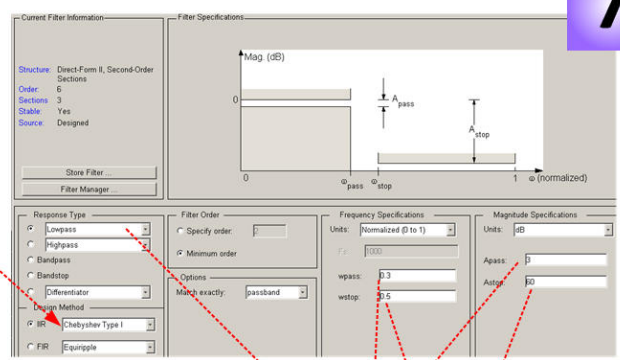 Current Filter Information
Structure: Direct-Form II, Second-Order
Sections
Order: 6
Sections 3
Stable: Yes
Source: Designed
Store Filter ...
Filter Manager ...
Filter Specifications
Mag. (dB)
0
A pass
A stop
0
ω pass
ω stop
1
ω (normalized)
Response Type
Lowpass
Highpass
Bandpass
Bandstop
Differentiator
Design Method
IIR Chebyshev Type I
FIR Equiripple
Filter Order
Specify order: 2
Minimum order
Options
Match exactly: passband
Frequency Specifications
Units: Normalized (0 to 1)
Fs: 1000
wpass: 0.3
wstop: 0.5
Magnitude Specifications
Units: dB
Apass: 3
Astop: 60